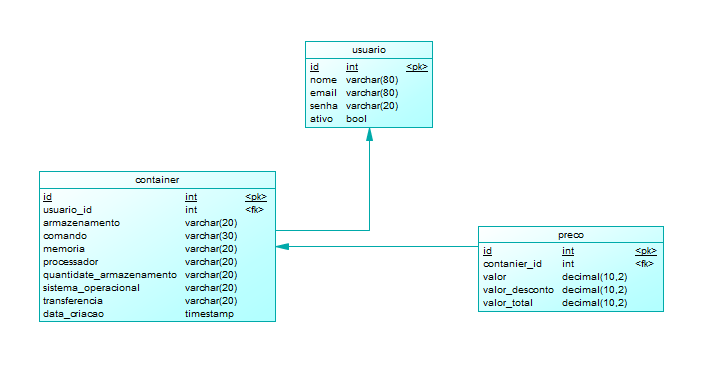 usuario
id int <pk>
nome varchar(80)
email varchar(80)
senha varchar(20)
ativo bool
container
id int <pk>
usuario_id int <fk>
armazenamento varchar(20)
comando varchar(30)
memoria varchar(20)
processador varchar(20)
quantidate_armazenamento varchar(20)
sistema_operacional varchar(20)
transferencia varchar(20)
data_criacao timestamp
preco
id int <pk>
contanier_id int <fk>
valor decimal(10,2)
valor_desconto decimal(10,2)
valor_total decimal(10,2)